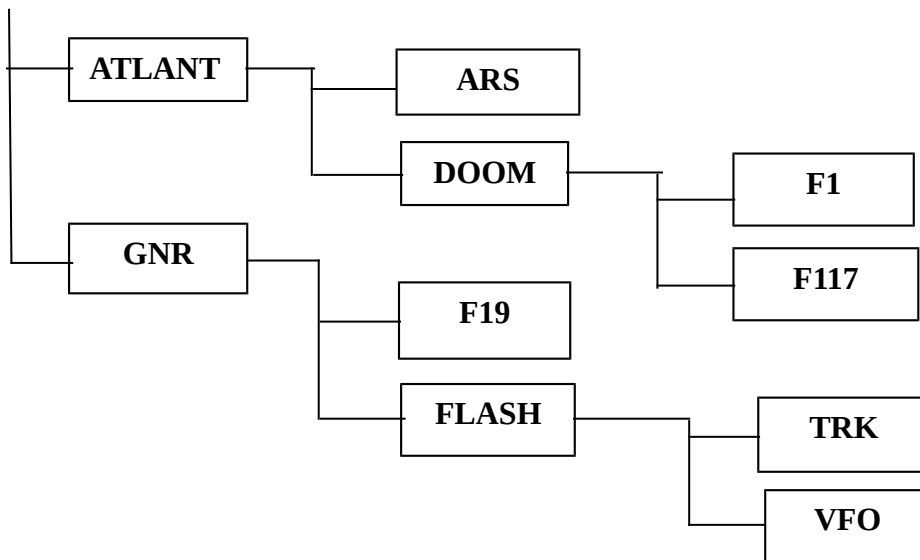 ATLANT
ARS
DOOM
F1
F117
GNR
F19
FLASH
TRK
VFO